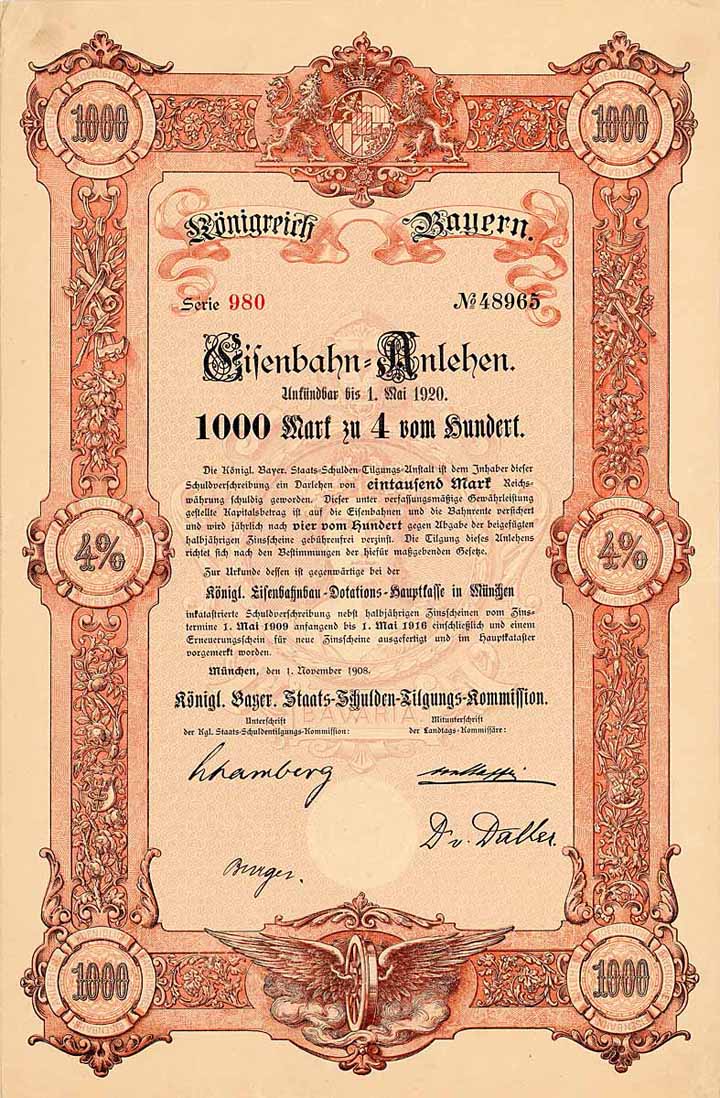 1000
1000
Königreich Bayern.
Serie 980 № 48965
Eisenbahn-Anlehen.
Unkündbar bis 1. Mai 1920.
1000 Mark zu 4 vom Hundert.
Die Königl. Bayer. Staats-Schulden-Tilgungs-Anstalt ist dem Inhaber dieser
Schuldverschreibung ein Darlehen von eintausend Mark Reichs-
währung schuldig geworden. Dieser unter verfassungsmäßige Gewährleistung
gestellte Kapitalsbetrag ist auf die Eisenbahnen und die Bahnrente versichert
und wird jährlich nach vier vom Hundert gegen Abgabe der beigefügten
halbjährigen Zinscheine gebührenfrei verzinst. Die Tilgung dieses Anlehens
richtet sich nach den Bestimmungen der hiefür maßgebenden Gesetze.
4%
4%
Zur Urkunde dessen ist gegenwärtige bei der
Königl. Eisenbahnbau-Dotations-Hauptkasse in München
inkatastrierte Schuldverschreibung nebst halbjährigen Zinscheinen vom Zins-
termine 1. Mai 1909 anfangend bis 1. Mai 1916 einschließlich und einem
Erneuerungsschein für neue Zinscheine ausgefertigt und im Hauptkataster
vorgemerkt worden.
München, den 1. November 1908.
Königl. Bayer. Staats-Schulden-Tilgungs-Kommission.
BAVARIA
Unterschrift
der Kgl. Staats-Schuldentilgungs-Kommission:
Mitunterschrift
der Landtags-Kommissäre:
Dr v. Daller.
Burger.
1000
1000